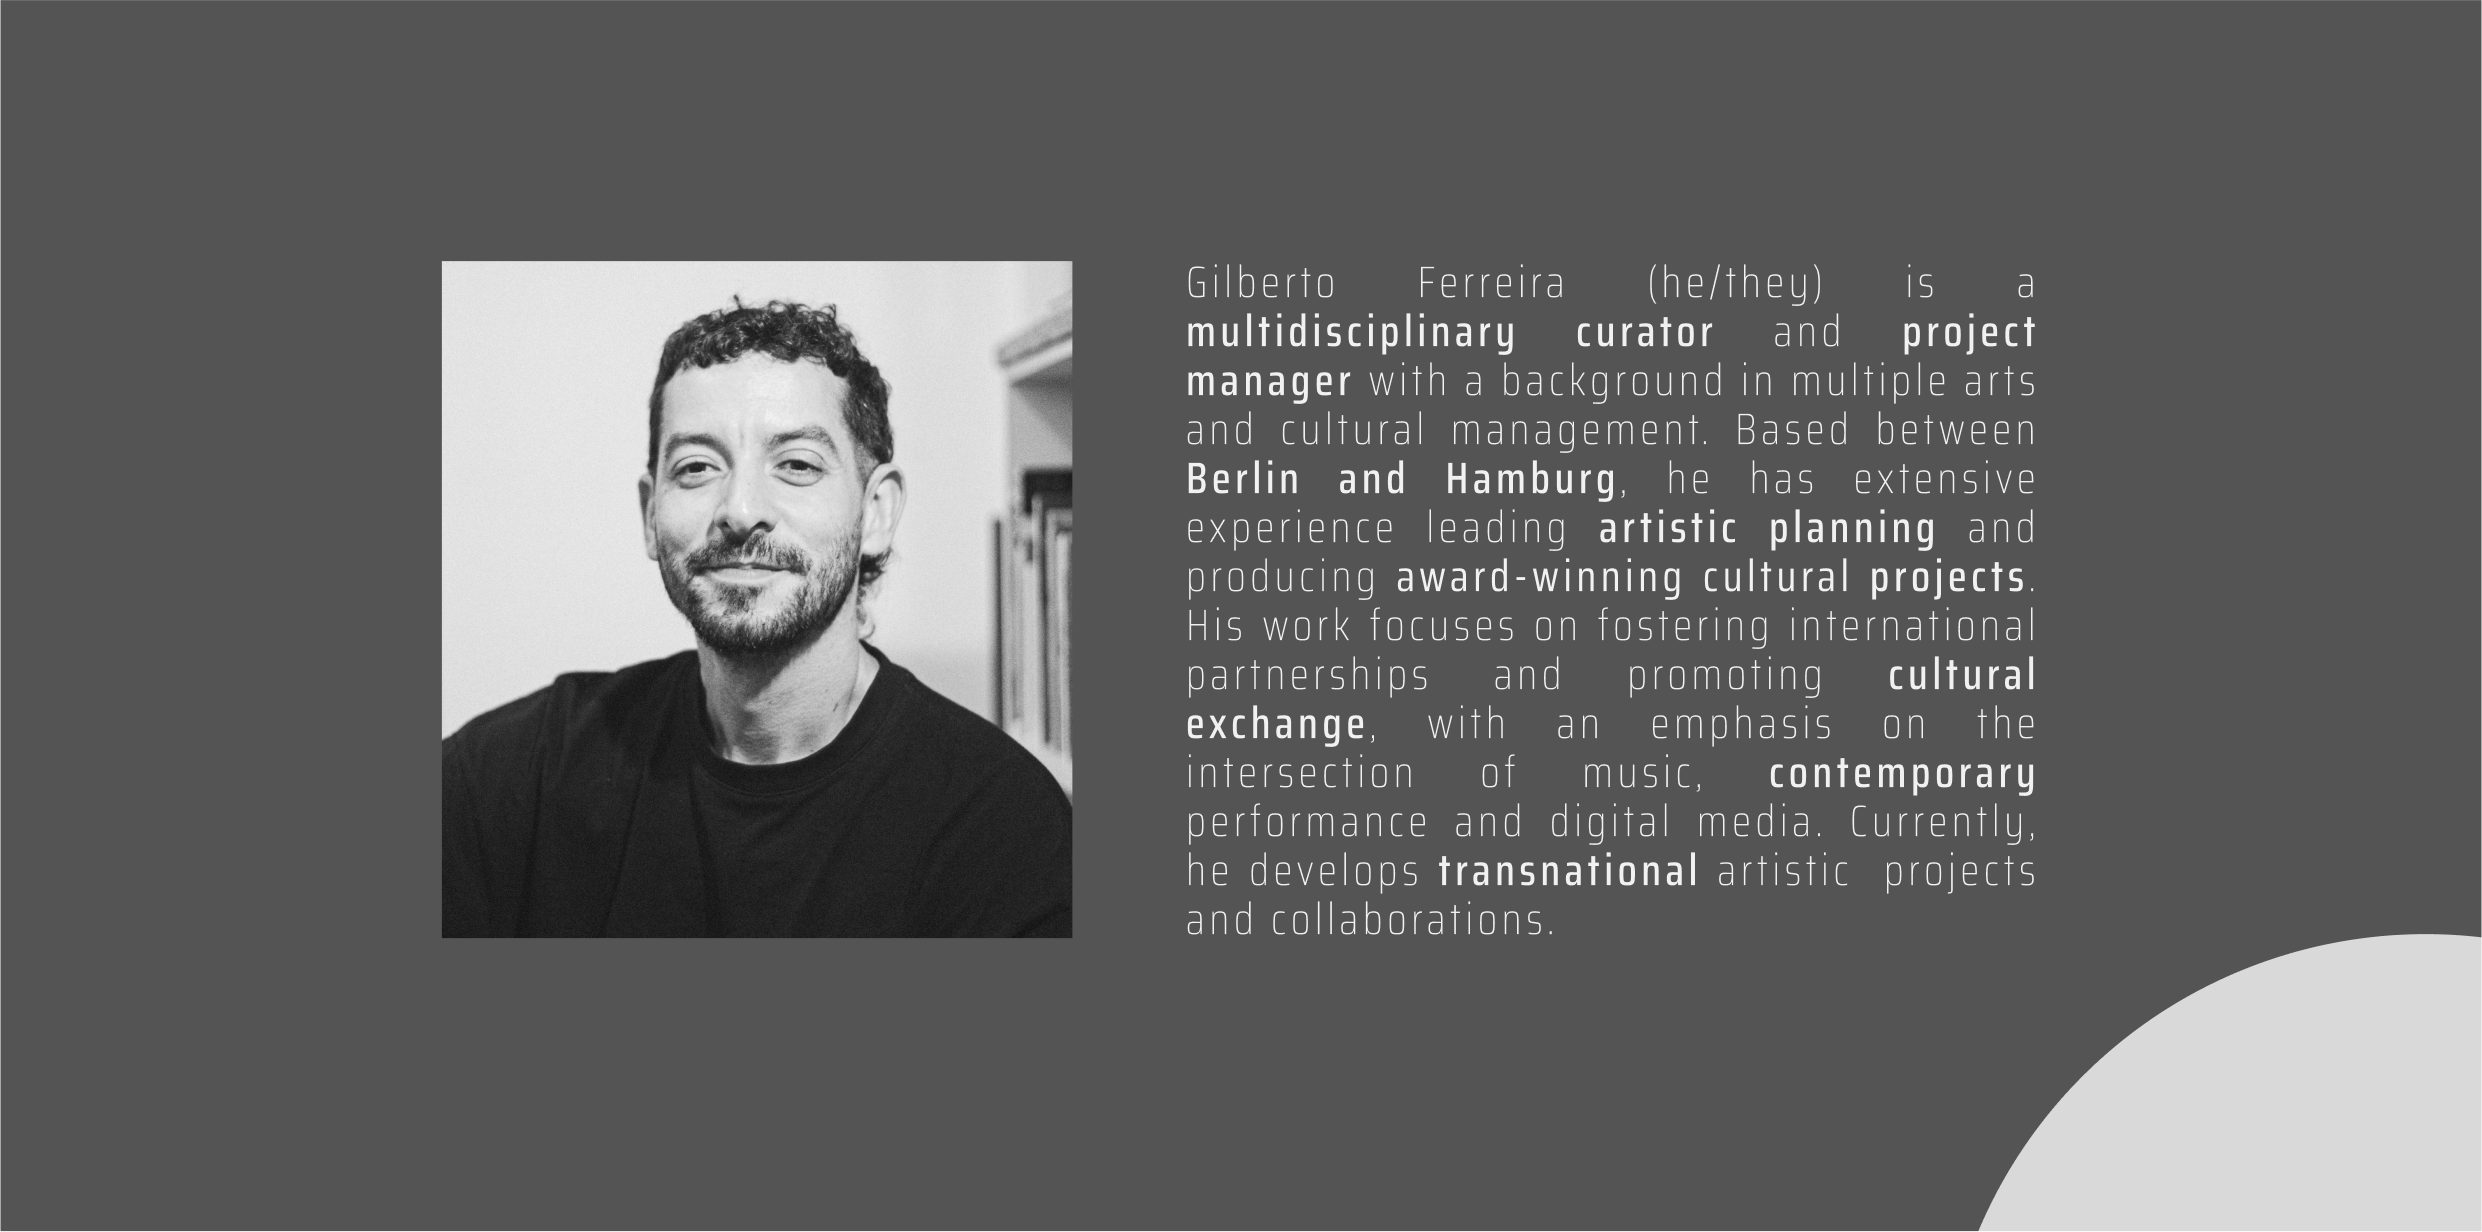 Gilberto Ferreira (he/they) is a
multidisciplinary curator and project
manager with a background in multiple arts
and cultural management. Based between
Berlin and Hamburg, he has extensive
experience leading artistic planning and
producing award-winning cultural projects.
His work focuses on fostering international
partnerships and promoting cultural
exchange, with an emphasis on the
intersection of music, contemporary
performance and digital media. Currently,
he develops transnational artistic projects
and collaborations.